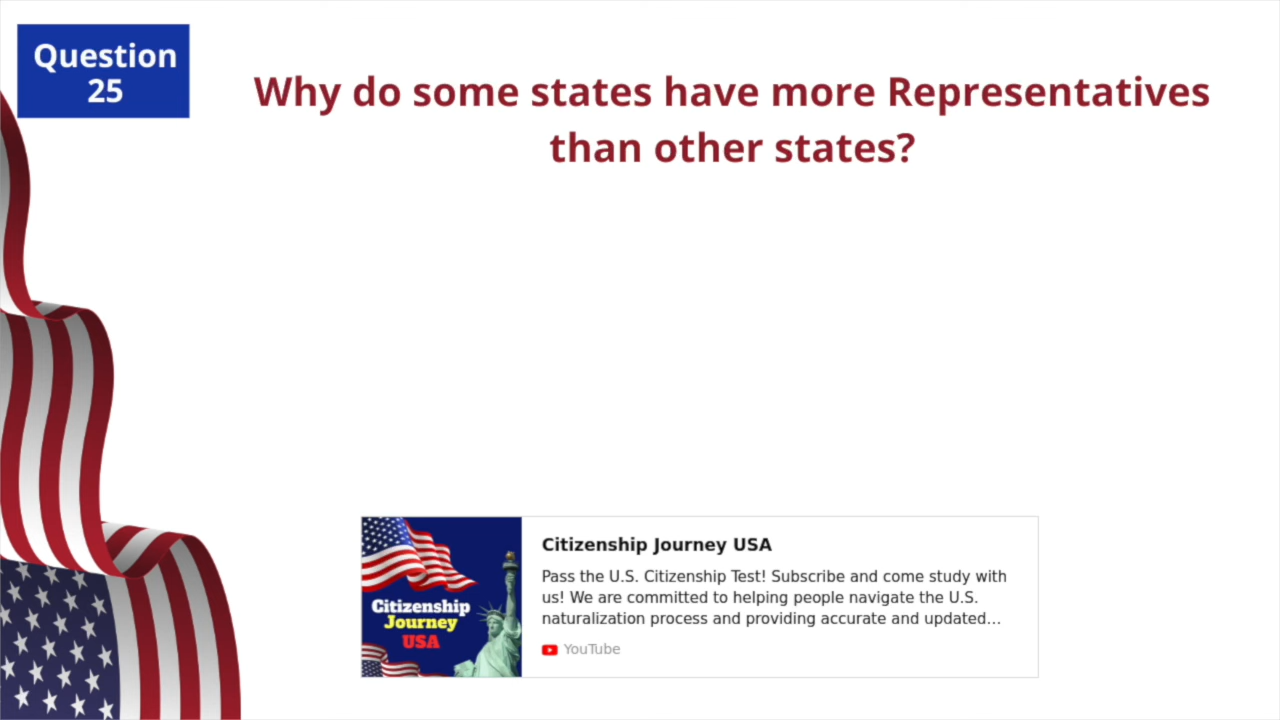 Question
25
Why do some states have more Representatives
than other states?
Citizenship
Journey
USA
Citizenship Journey USA
Pass the U.S. Citizenship Test! Subscribe and come study with
us! We are committed to helping people navigate the U.S.
naturalization process and providing accurate and updated...
YouTube